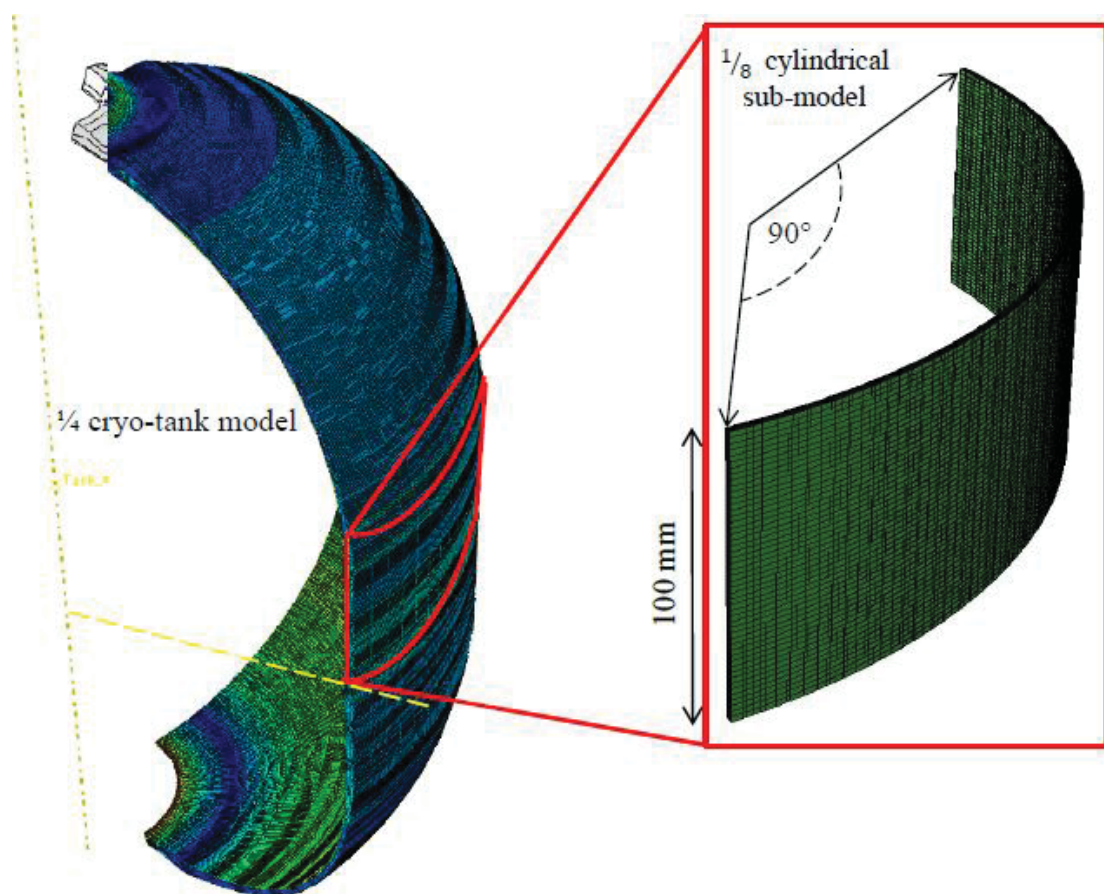 ¼ cryo-tank model
1/8 cylindrical
sub-model
90°
100 mm